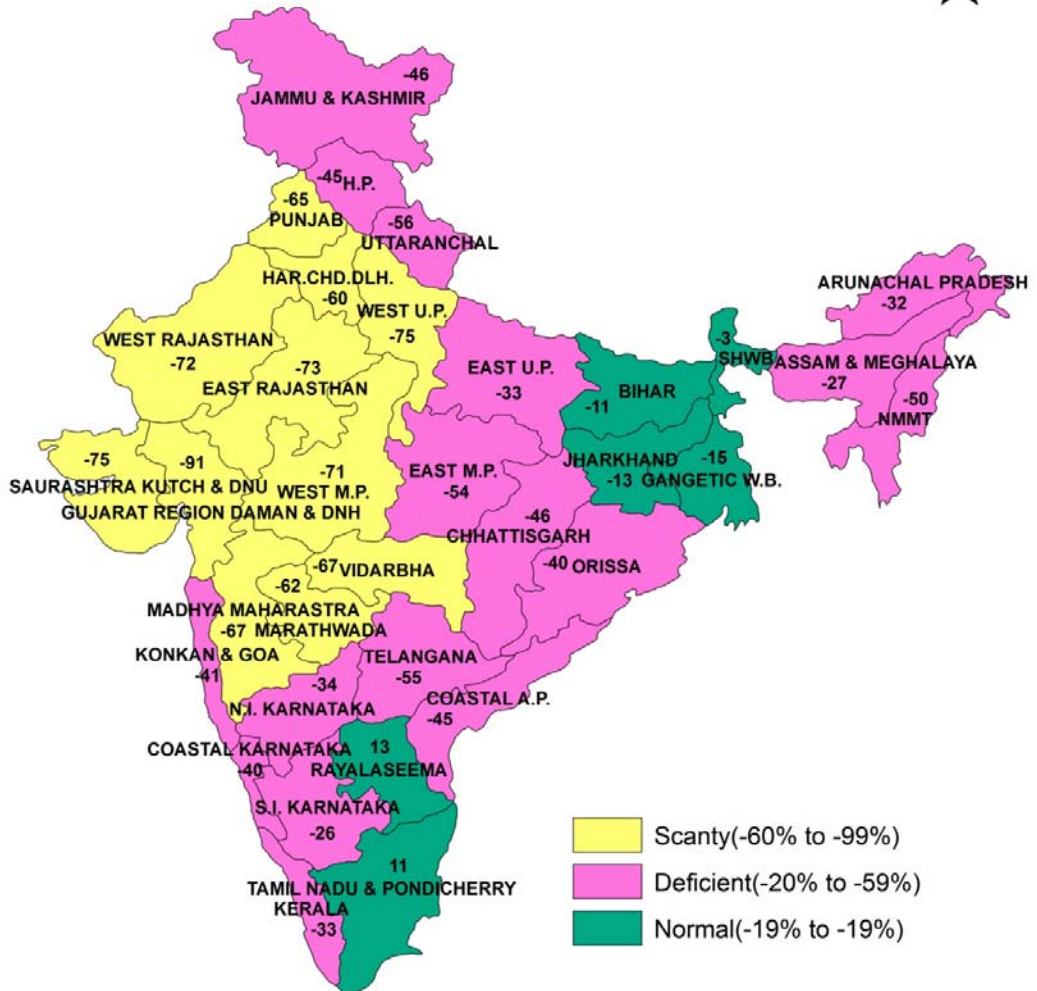 -46
JAMMU & KASHMIR
-45 H.P.
-65
PUNJAB
-56
UTTARANCHAL
HAR.CHD.DLH.
-60
WEST U.P.
-75
ARUNACHAL PRADESH
-32
WEST RAJASTHAN
-72
-73
EAST RAJASTHAN
EAST U.P.
-33
-3
SHWB
ASSAM & MEGHALAYA
-27
-50
NMMT
BIHAR
-11
-75
SAURASHTRA KUTCH & DNU
-91
GUJARAT REGION DAMAN & DNH
-71
WEST M.P.
EAST M.P.
-54
JHARKHAND
-13
-15
GANGETIC W.B.
-46
CHHATTISGARH
-40 ORISSA
-67 VIDARBHA
-62
MADHYA MAHARASTRA
-67 MARATHWADA
KONKAN & GOA
-41
TELANGANA
-55
-34
N.I. KARNATAKA
COASTAL A.P.
-45
COASTAL KARNATAKA
-40
13
RAYALASEEMA
S.I. KARNATAKA
-26
11
TAMIL NADU & PONDICHERRY
KERALA
-33
Scanty(-60% to -99%)
Deficient(-20% to -59%)
Normal(-19% to -19%)